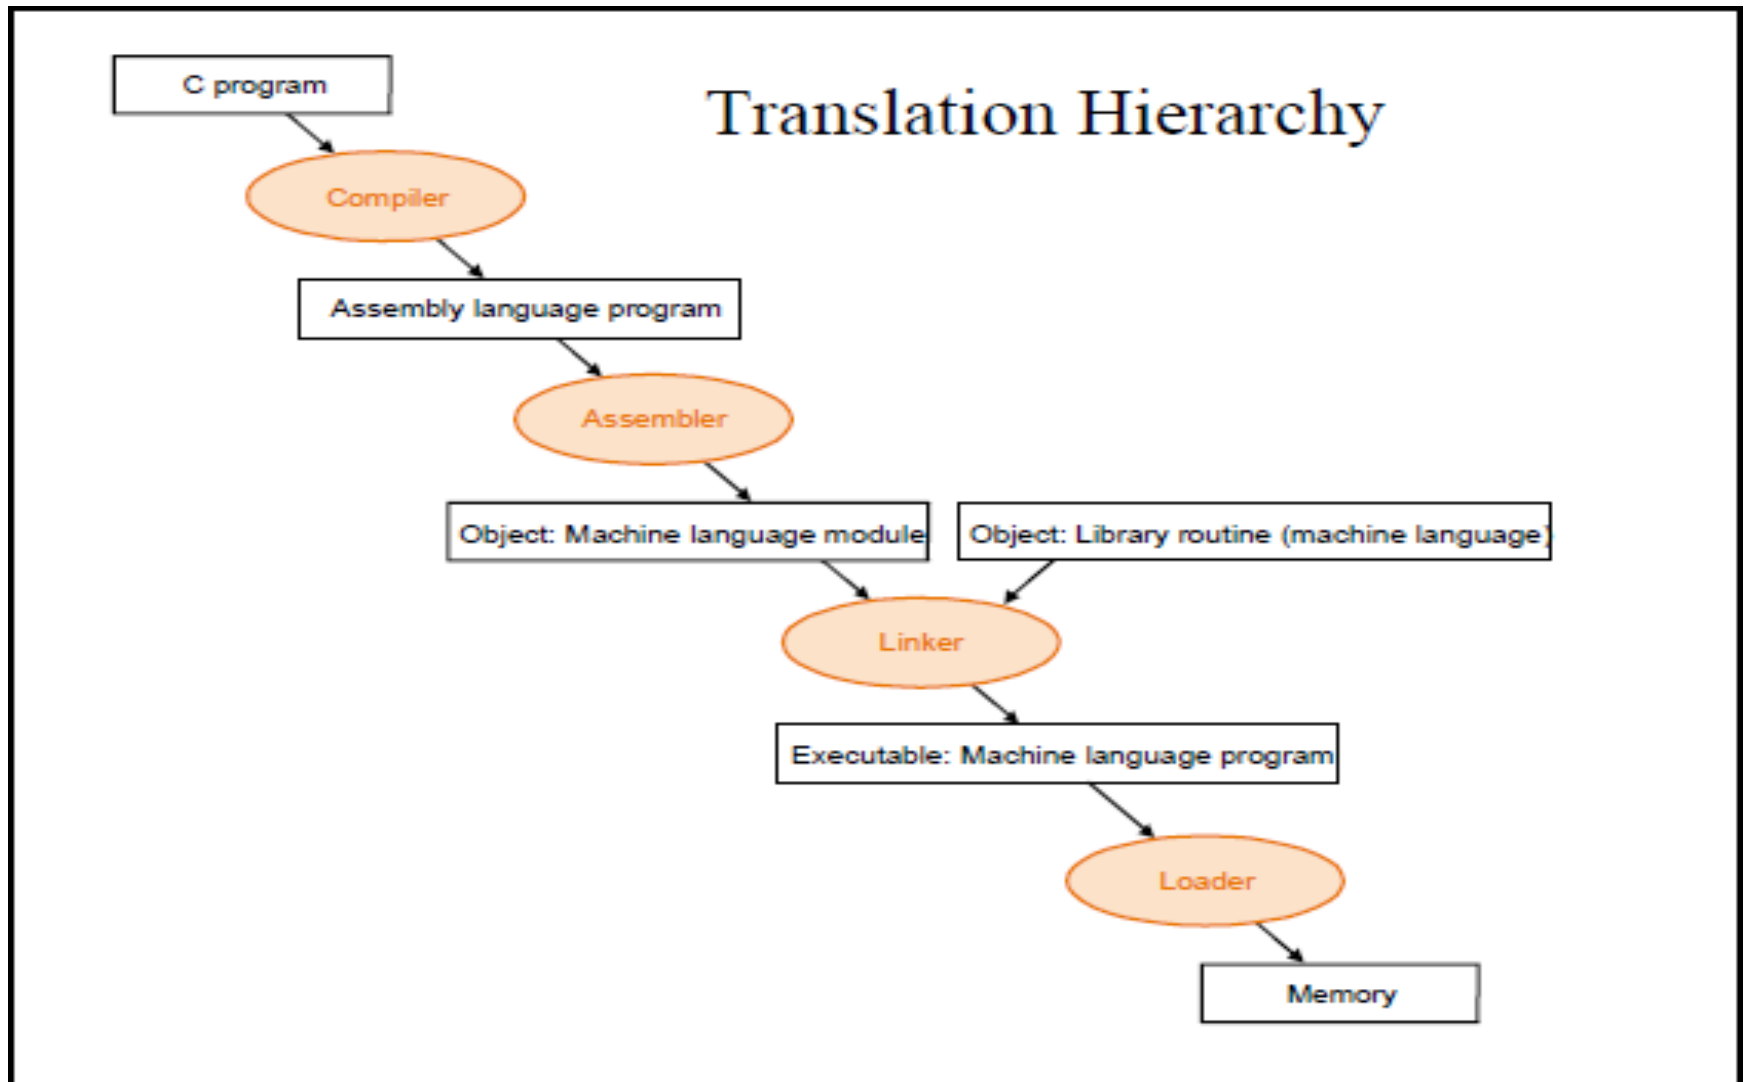 C program
Translation Hierarchy
Compiler
Assembly language program
Assembler
Object: Machine language module
Object: Library routine (machine language)
Linker
Executable: Machine language program
Loader
Memory